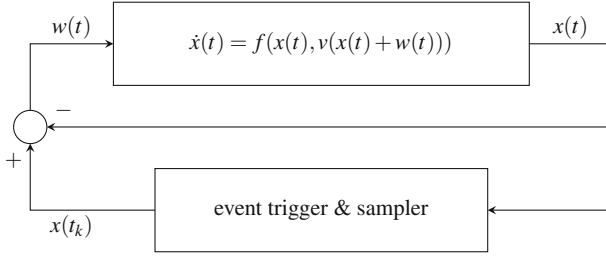 w(t)
ẋ(t) = f(x(t), v(x(t) + w(t)))
x(t)
−
+
event trigger & sampler
x(t_k)